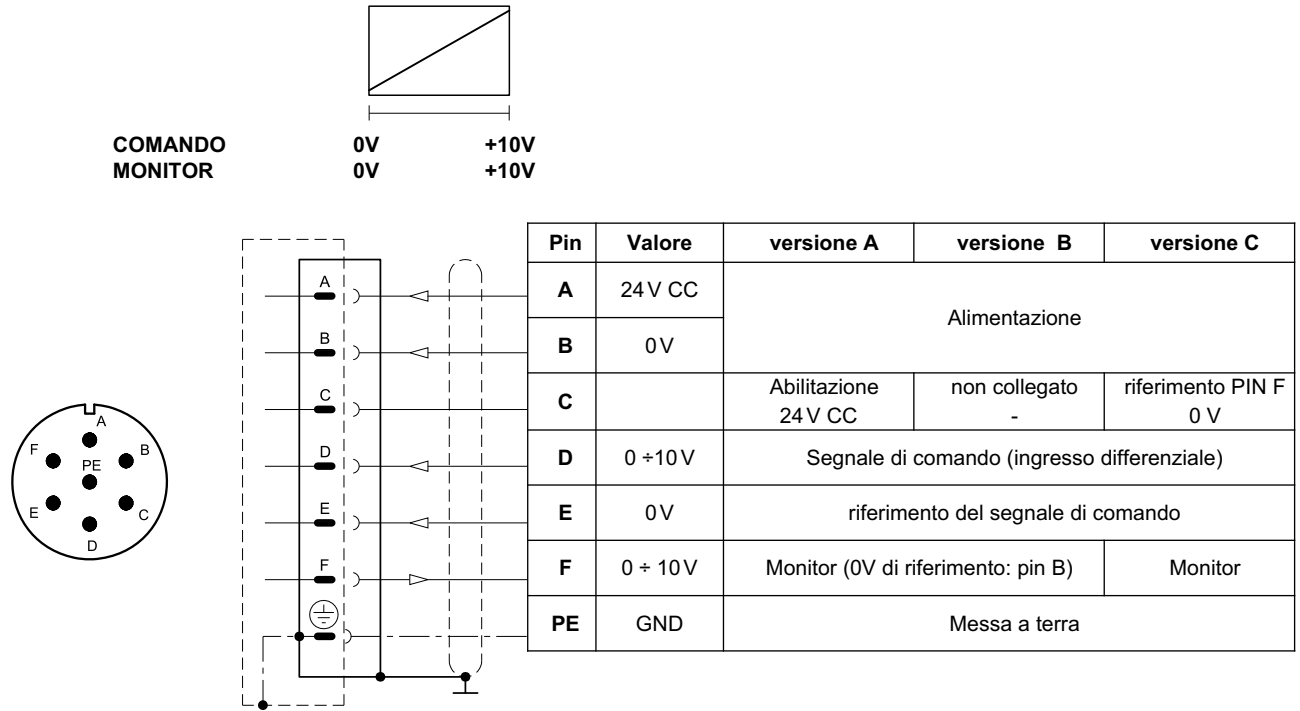 COMANDO 0V +10V
MONITOR 0V +10V
Pin Valore versione A versione B versione C
A 24 V CC Alimentazione
B 0 V
C Abilitazione 24 V CC non collegato - riferimento PIN F 0 V
D 0 ÷10 V Segnale di comando (ingresso differenziale)
E 0 V riferimento del segnale di comando
F 0 ÷ 10 V Monitor (0V di riferimento: pin B) Monitor
PE GND Messa a terra
A
B
C
D
E
F
A
F B
PE
E C
D